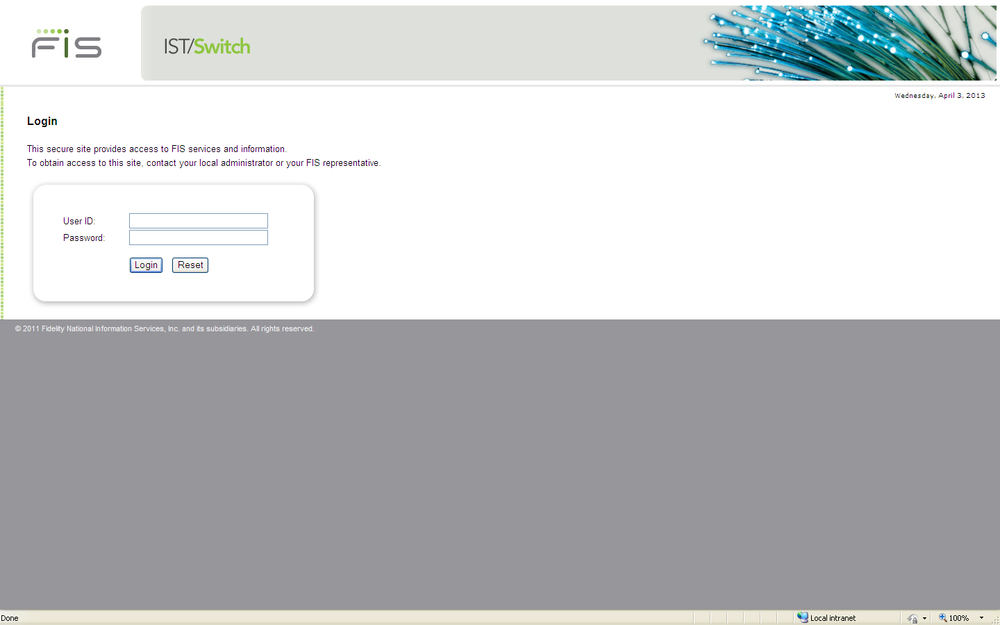 FIS
IST/Switch
Wednesday, April 3, 2013
Login
This secure site provides access to FIS services and information.
To obtain access to this site, contact your local administrator or your FIS representative.
User ID:
Password:
Login Reset
© 2011 Fidelity National Information Services, Inc. and its subsidiaries. All rights reserved.
Done Local intranet 100%